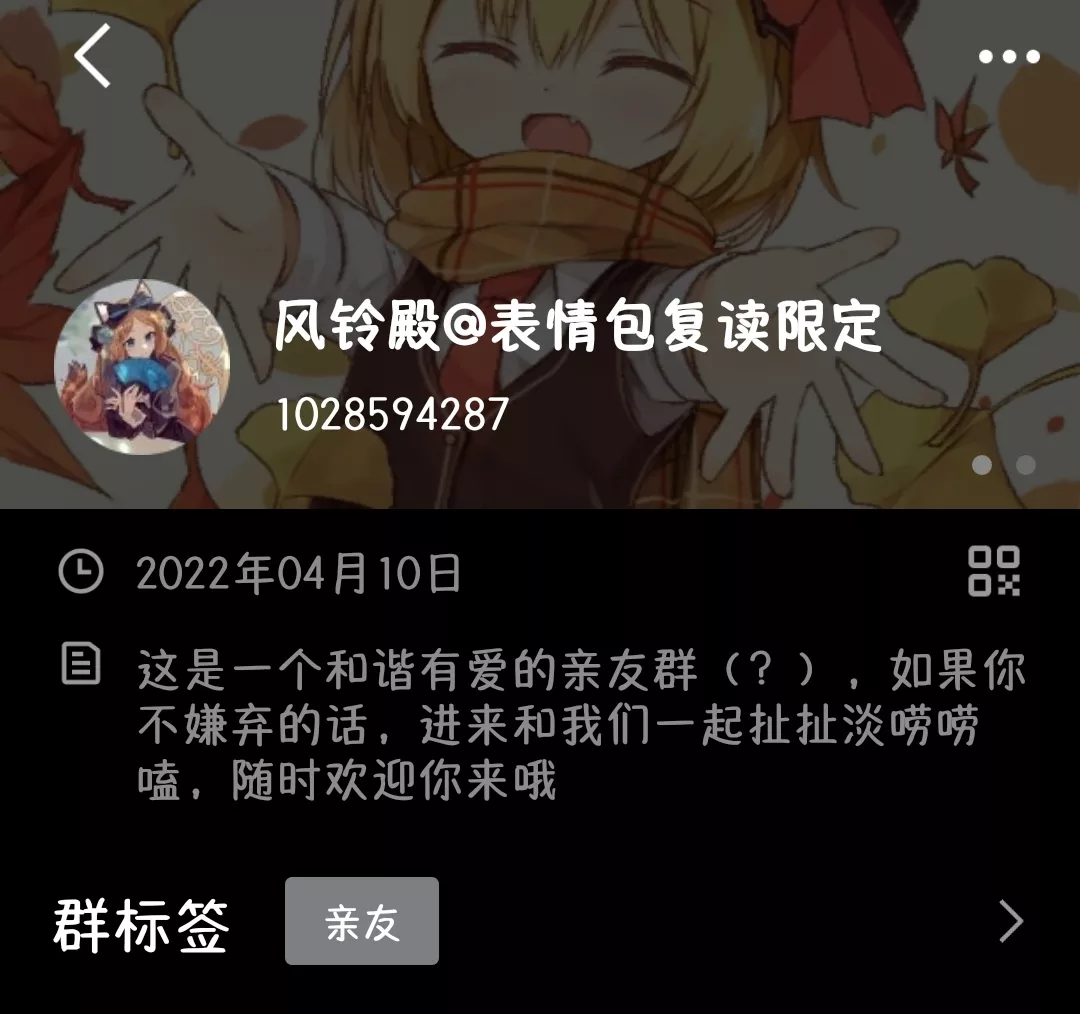 风铃殿@表情包复读限定
1028594287
2022年04月10日
这是一个和谐有爱的亲友群（？），如果你
不嫌弃的话，进来和我们一起扯扯淡唠唠
嗑，随时欢迎你来哦
群标签 亲友